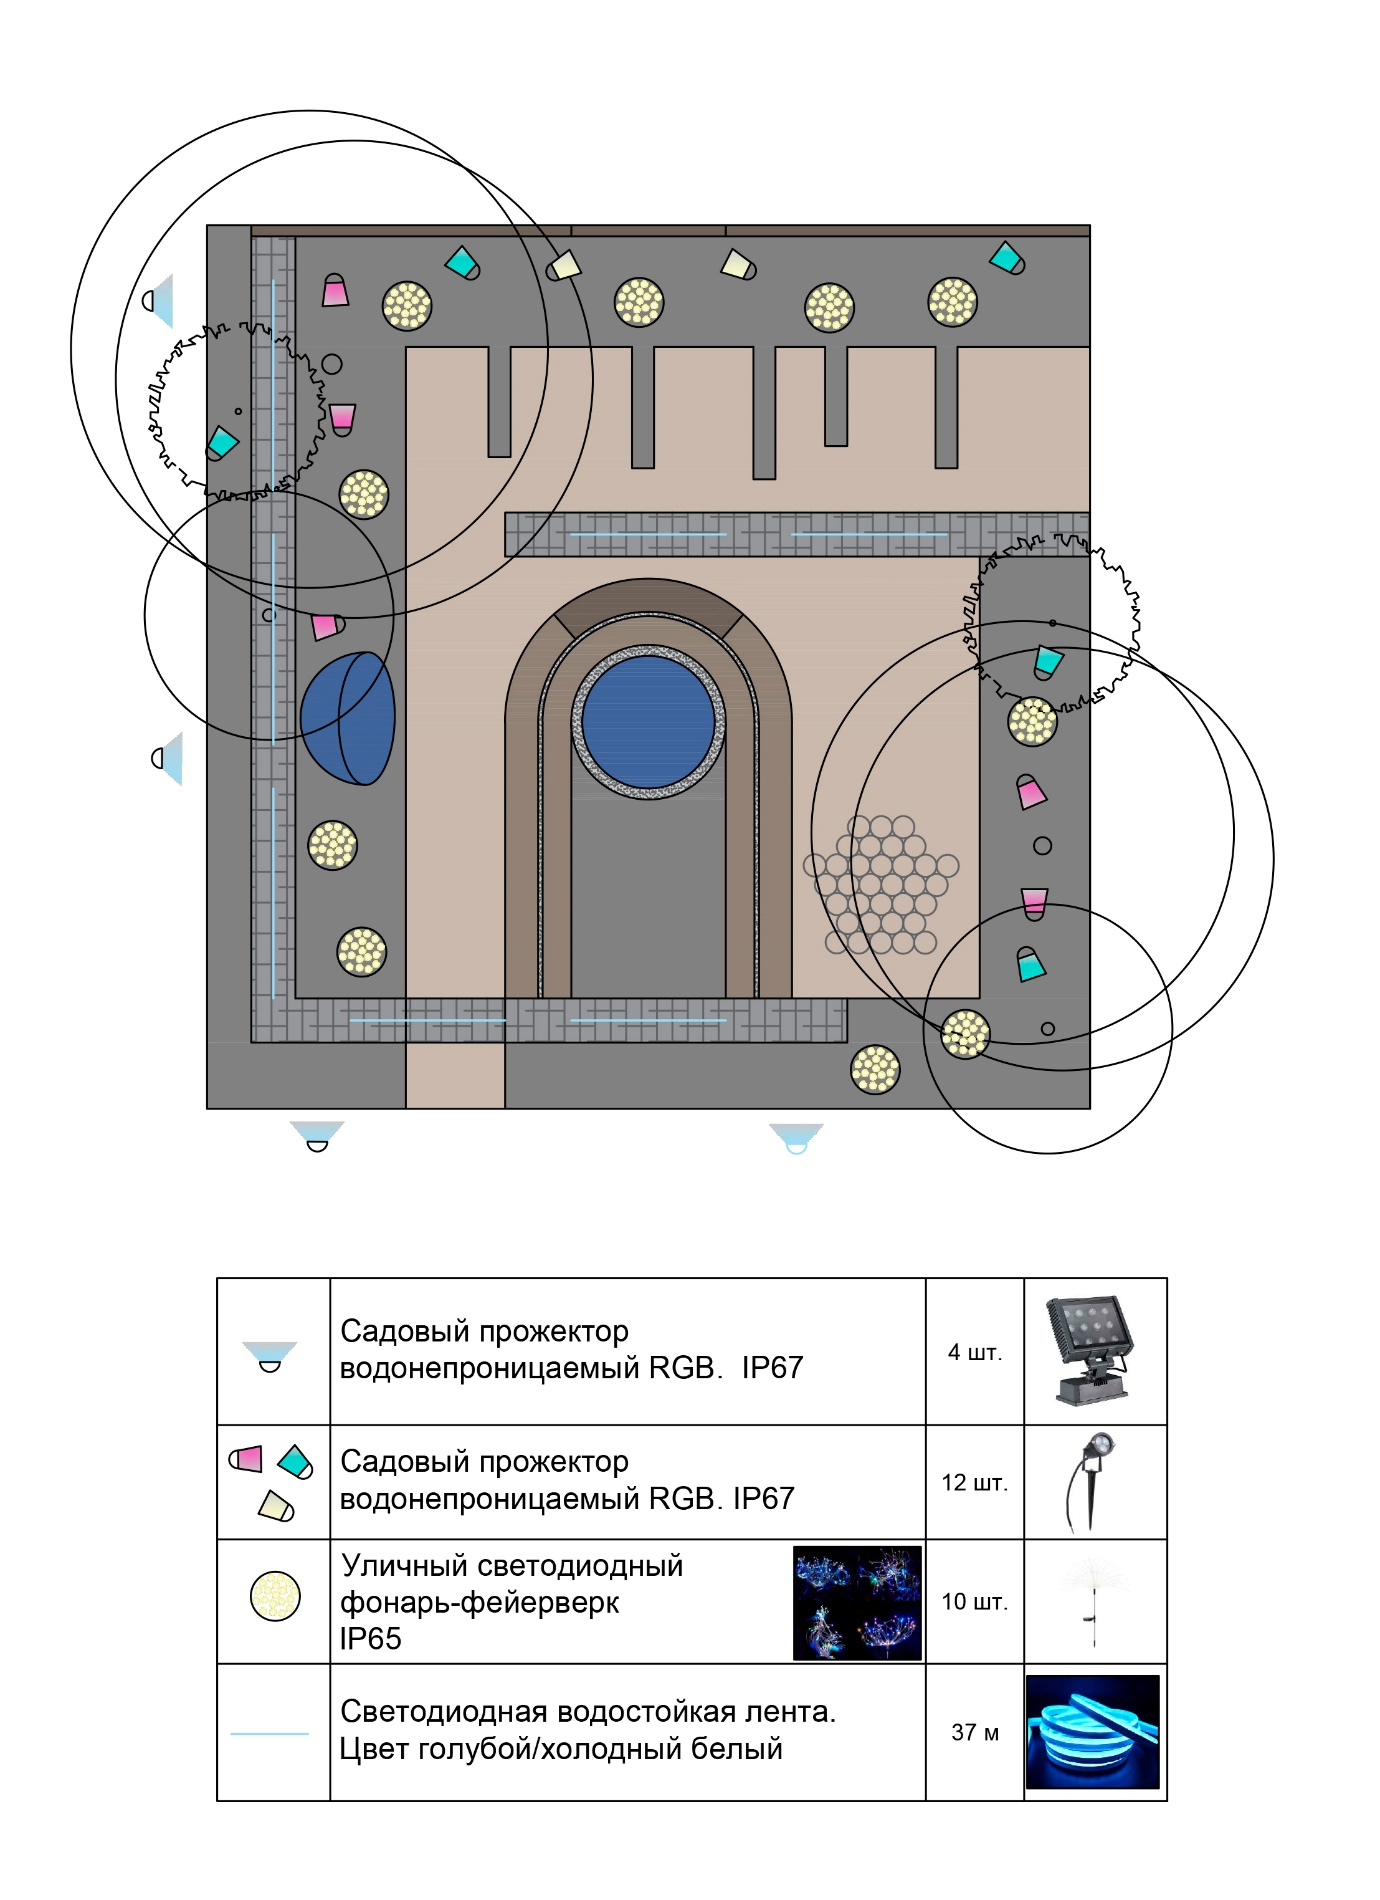 Садовый прожектор
водонепроницаемый RGB. IP67
4 шт.
Садовый прожектор
водонепроницаемый RGB. IP67
12 шт.
Уличный светодиодный
фонарь-фейерверк
IP65
10 шт.
Светодиодная водостойкая лента.
Цвет голубой/холодный белый
37 м